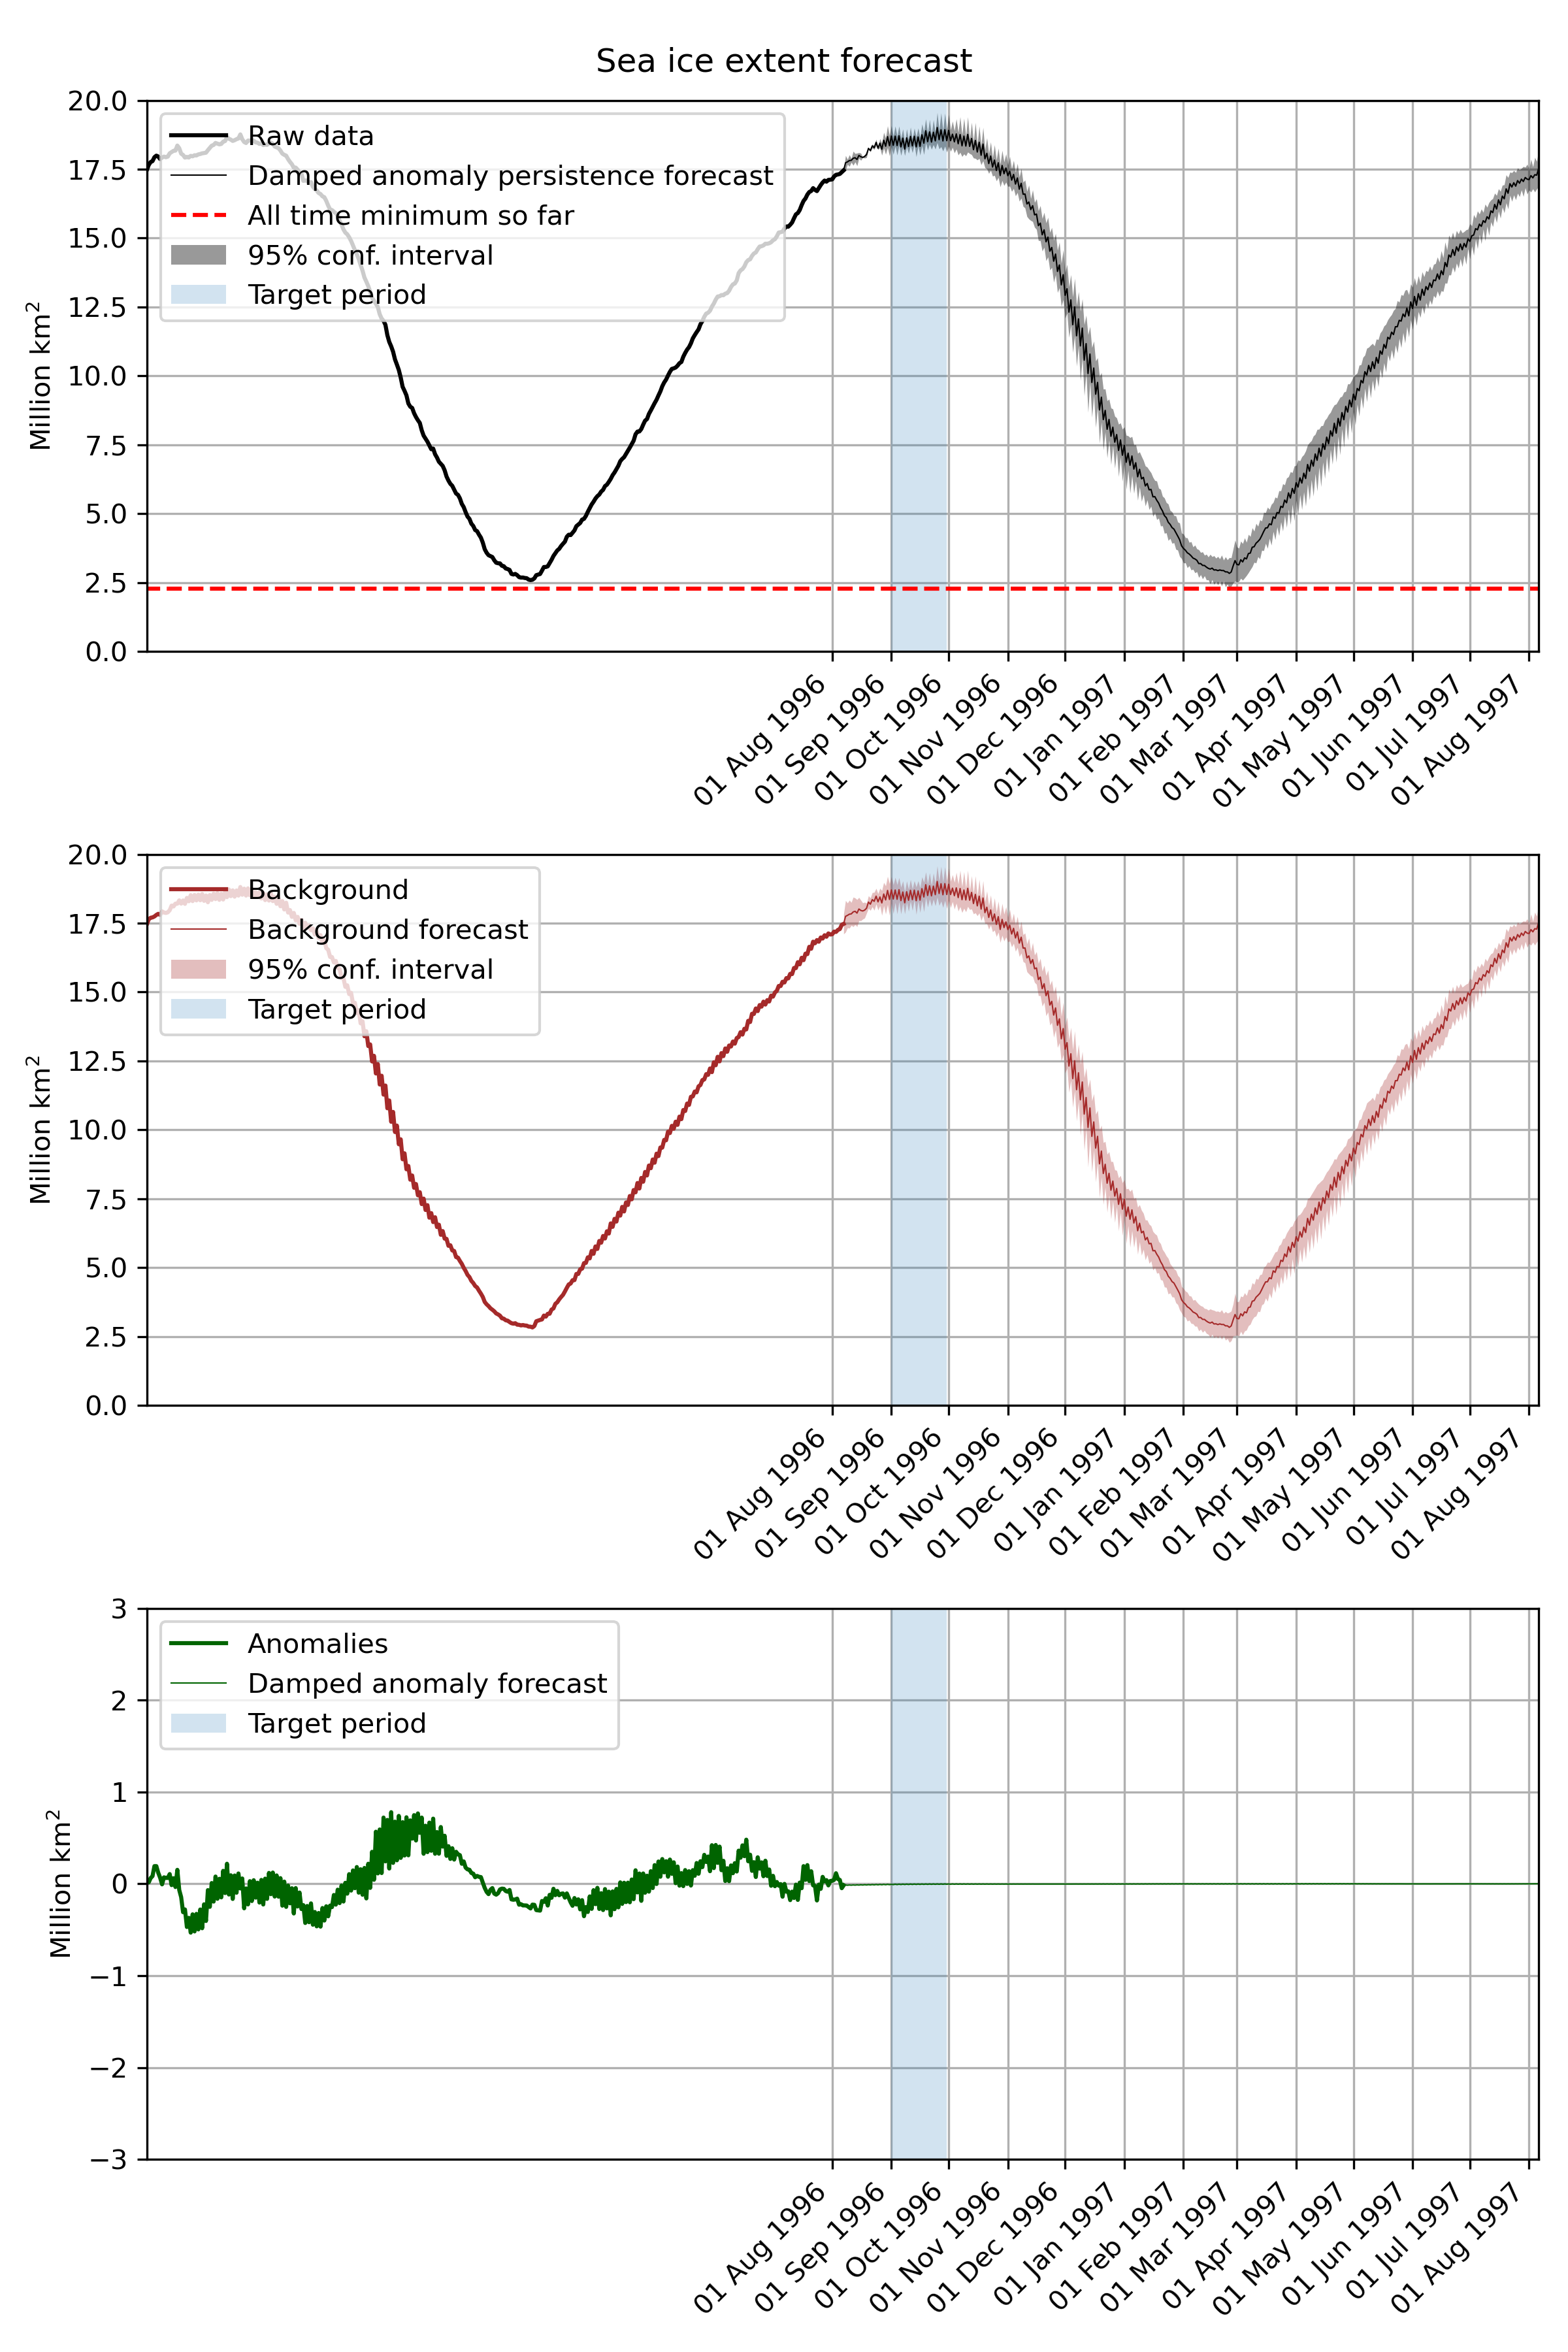 Sea ice extent forecast
20.0
17.5
15.0
12.5
10.0
7.5
5.0
2.5
0.0
Million km²
Raw data
Damped anomaly persistence forecast
All time minimum so far
95% conf. interval
Target period
01 Aug 1996
01 Sep 1996
01 Oct 1996
01 Nov 1996
01 Dec 1996
01 Jan 1997
01 Feb 1997
01 Mar 1997
01 Apr 1997
01 May 1997
01 Jun 1997
01 Jul 1997
01 Aug 1997
20.0
17.5
15.0
12.5
10.0
7.5
5.0
2.5
0.0
Million km²
Background
Background forecast
95% conf. interval
Target period
01 Aug 1996
01 Sep 1996
01 Oct 1996
01 Nov 1996
01 Dec 1996
01 Jan 1997
01 Feb 1997
01 Mar 1997
01 Apr 1997
01 May 1997
01 Jun 1997
01 Jul 1997
01 Aug 1997
3
2
1
0
−1
−2
−3
Million km²
Anomalies
Damped anomaly forecast
Target period
01 Aug 1996
01 Sep 1996
01 Oct 1996
01 Nov 1996
01 Dec 1996
01 Jan 1997
01 Feb 1997
01 Mar 1997
01 Apr 1997
01 May 1997
01 Jun 1997
01 Jul 1997
01 Aug 1997